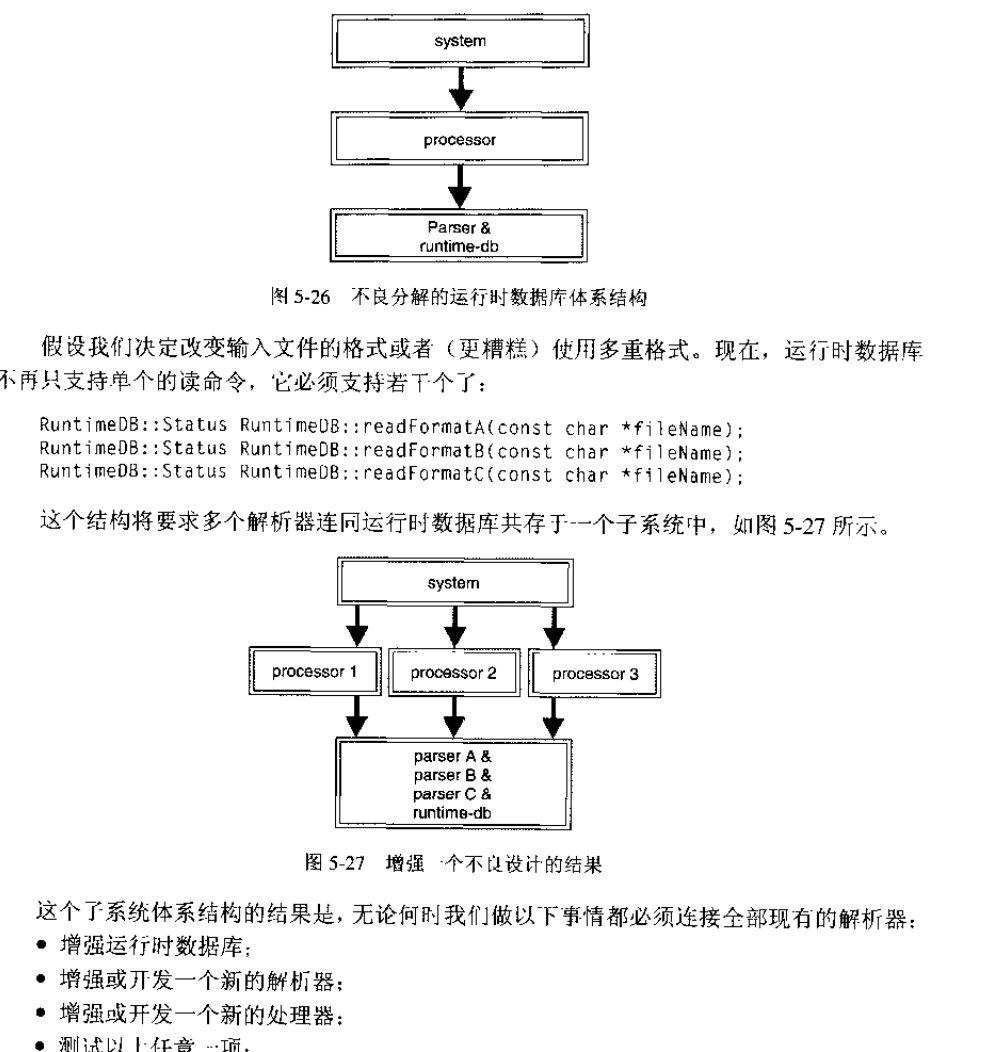 system
processor
Parser &
runtime-db
图 5-26 不良分解的运行时数据库体系结构
假设我们决定改变输入文件的格式或者（更糟糕）使用多重格式。现在，运行时数据库
不再只支持单个的读命令，它必须支持若干个了：
RuntimeDB::Status RuntimeDB::readFormatA(const char *fileName);
RuntimeDB::Status RuntimeDB::readFormatB(const char *fileName);
RuntimeDB::Status RuntimeDB::readFormatC(const char *fileName);
这个结构将要求多个解析器连同运行时数据库共存于一个子系统中，如图 5-27 所示。
system
processor 1 processor 2 processor 3
parser A &
parser B &
parser C &
runtime-db
图 5-27 增强一个不良设计的结果
这个子系统体系结构的结果是，无论何时我们做以下事情都必须连接全部现有的解析器：
● 增强运行时数据库；
● 增强或开发一个新的解析器；
● 增强或开发一个新的处理器；
● 测试以上任意一项；